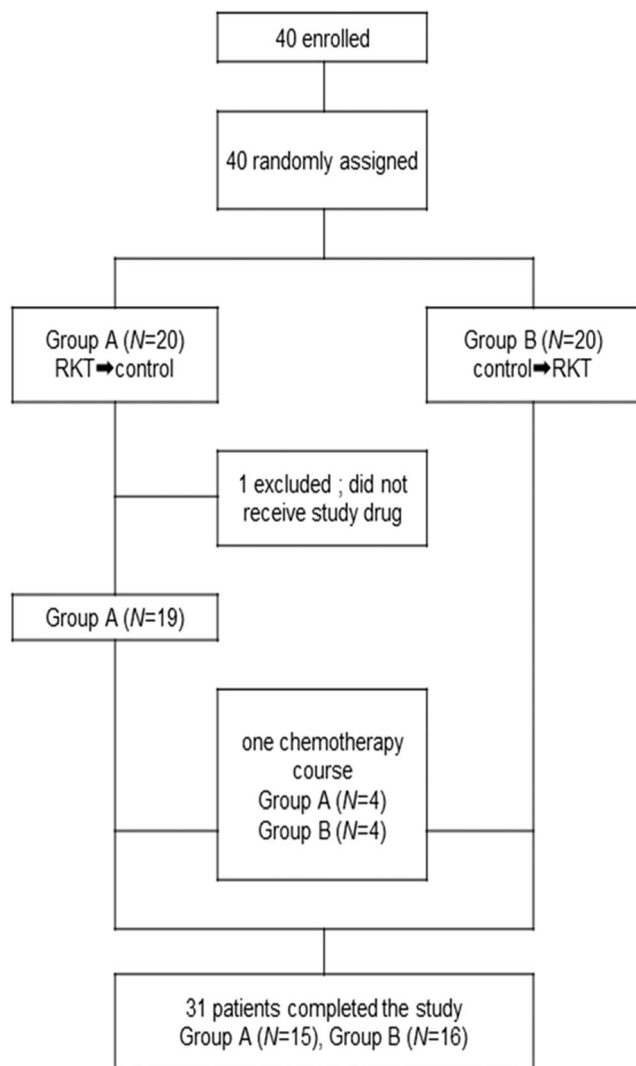 40 enrolled
40 randomly assigned
Group A (N=20)
RKT➡control
Group B (N=20)
control➡RKT
1 excluded ; did not
receive study drug
Group A (N=19)
one chemotherapy
course
Group A (N=4)
Group B (N=4)
31 patients completed the study
Group A (N=15), Group B (N=16)